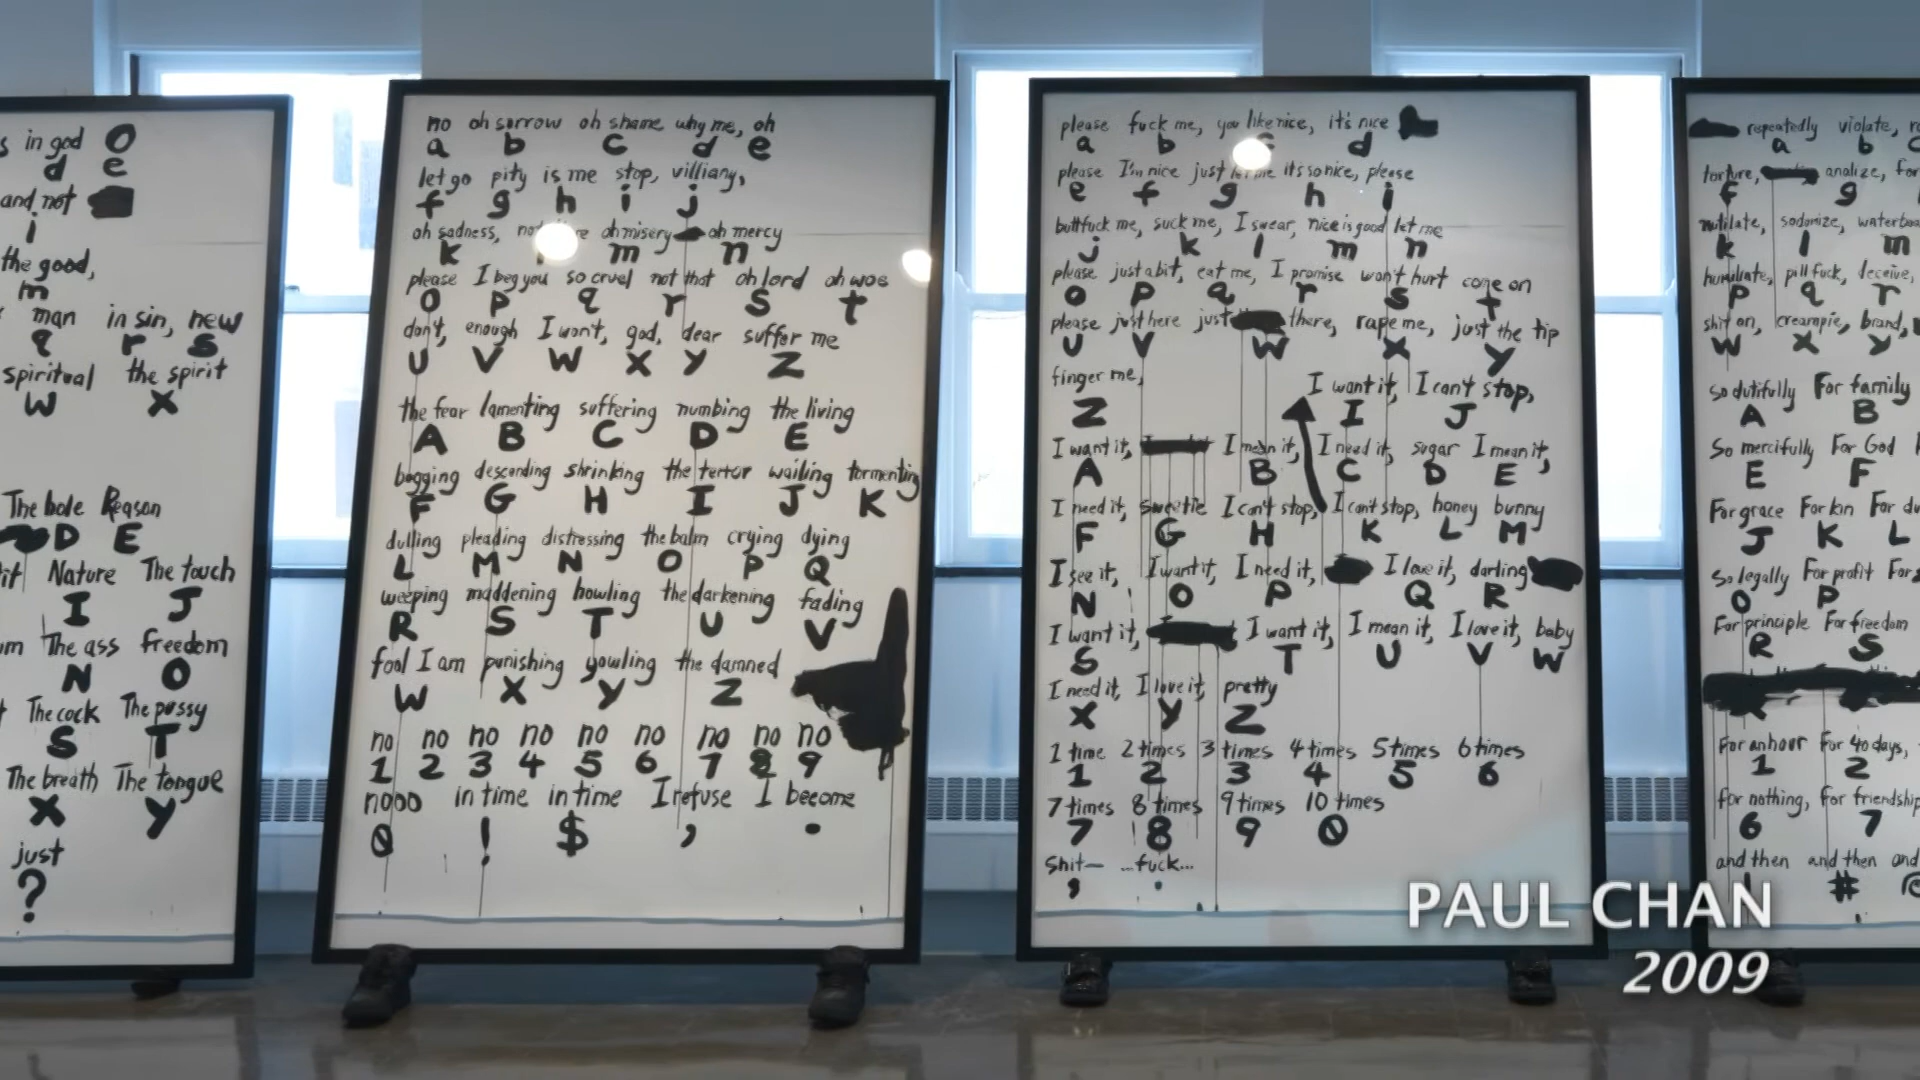 s in god O
d e
and not
i
the good,
m
man in sin, new
q r s
spiritual the spirit
w x
The hole Reason
D E
it Nature The touch
I J
m The ass freedom
N O
The cock The pussy
S T
The breath The tongue
X Y
just
?
no oh sorrow oh shame why me, oh
a b c d e
let go pity is me stop, villiany,
f g h i j
oh sadness, oh misery oh mercy
k m n
please I beg you so cruel not that oh lord oh woe
o p q r s t
don't, enough I won't, god, dear suffer me
u v w x y z
the fear lamenting suffering numbing the living
A B C D E
begging descending shrinking the terror wailing tormenting
F G H I J K
dulling pleading distressing the balm crying dying
L M N O P Q
weeping maddening howling the darkening fading
R S T U V
fool I am punishing yowling the damned
W X Y Z
no no no no no no no no no
1 2 3 4 5 6 7 8 9
nooo in time in time I refuse I become
0 ! $ , .
please fuck me, you like nice, it's nice
a b d
please I'm nice just let me its so nice, please
e f g h i
buttfuck me, suck me, I swear, nice is good let me
j k l m n
please just a bit, eat me, I promise won't hurt come on
o p q r s t
please just here just there, rape me, just the tip
u v w x y
finger me, I want it, I can't stop,
z I J
I want it, I mean it, I need it, sugar I mean it,
A B C D E
I need it, sweetie I can't stop, I can't stop, honey bunny
F G H K L M
I see it, I want it, I need it, I love it, darling
N O P Q R
I want it, I want it, I mean it, I love it, baby
S T U V W
I need it, I love it, pretty
X Y Z
1 time 2 times 3 times 4 times 5 times 6 times
1 2 3 4 5 6
7 times 8 times 9 times 10 times
7 8 9 0
Shit— ...fuck...
, .
repeatedly violate,
a b c
torture, analize, for
f g
mutilate, sodomize, waterboa
k l m
humiliate, pill fuck, deceive,
p q r
shit on, creampie, brand,
w x y
So dutifully For family
A B
So mercifully For God
E F
For grace For kin For du
J K L
So legally For profit For
O P
For principle For freedom
R S
For an hour For 40 days,
1 2
for nothing, for friendship
6 7
and then and then and
! # @
PAUL CHAN
2009